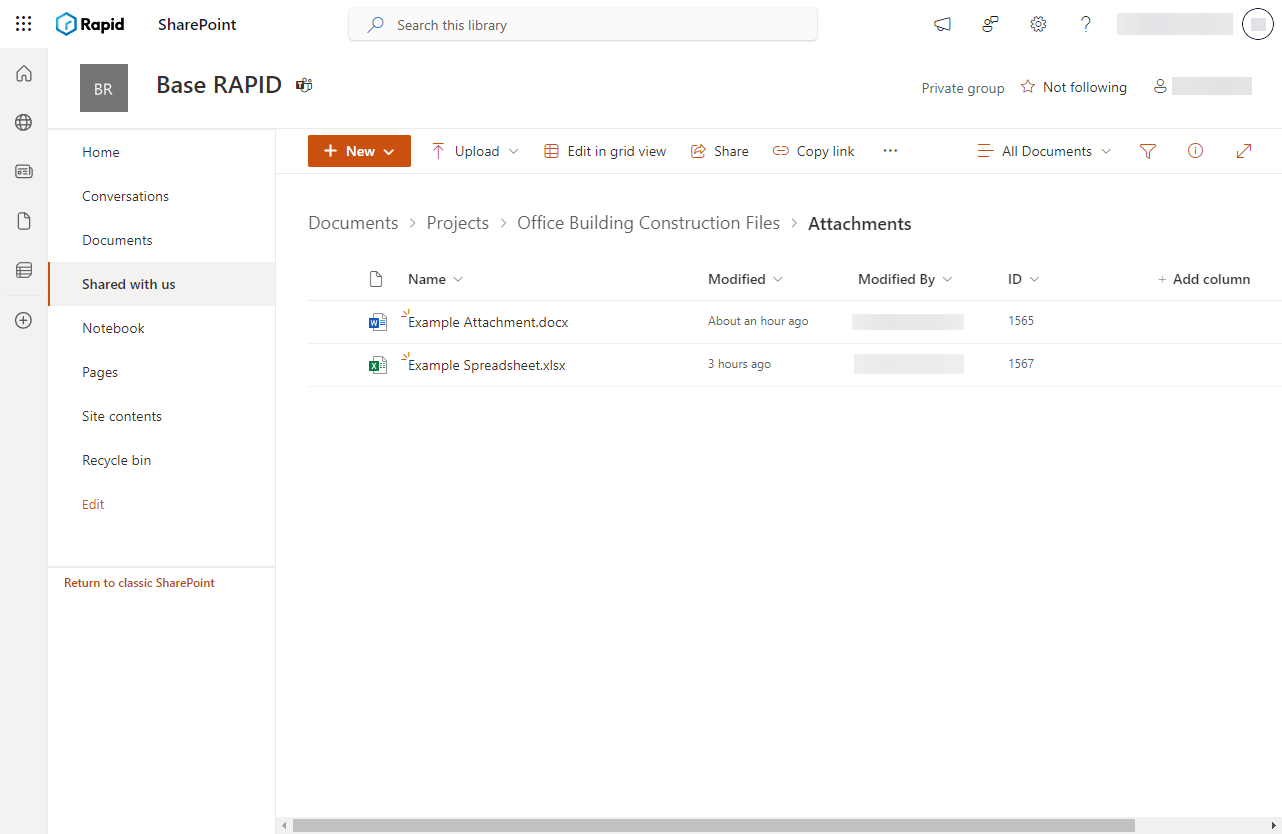 Rapid SharePoint Search this library
BR Base RAPID Private group Not following
Home
Conversations
Documents
Shared with us
Notebook
Pages
Site contents
Recycle bin
Edit
Return to classic SharePoint
+ New Upload Edit in grid view Share Copy link ... All Documents
Documents > Projects > Office Building Construction Files > Attachments
Name Modified Modified By ID + Add column
Example Attachment.docx About an hour ago 1565
Example Spreadsheet.xlsx 3 hours ago 1567